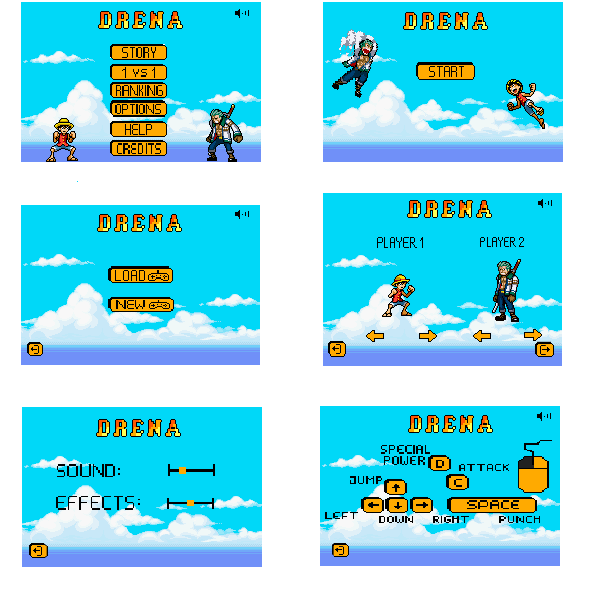 DRENA
STORY
1 vs 1
RANKING
OPTIONS
HELP
CREDITS
DRENA
START
DRENA
LOAD
NEW
DRENA
PLAYER 1 PLAYER 2
DRENA
SOUND:
EFFECTS:
DRENA
SPECIAL
POWER D ATTACK
JUMP C
SPACE
LEFT DOWN RIGHT PUNCH